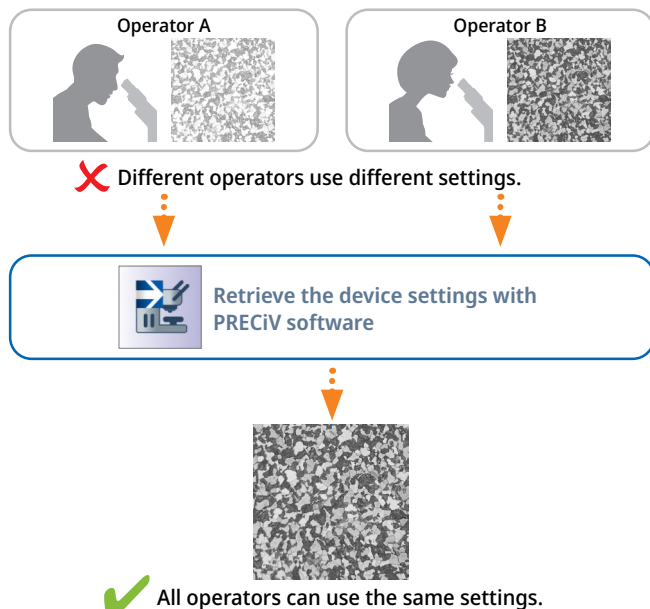 Operator A
Operator B
Different operators use different settings.
Retrieve the device settings with
PRECiV software
All operators can use the same settings.